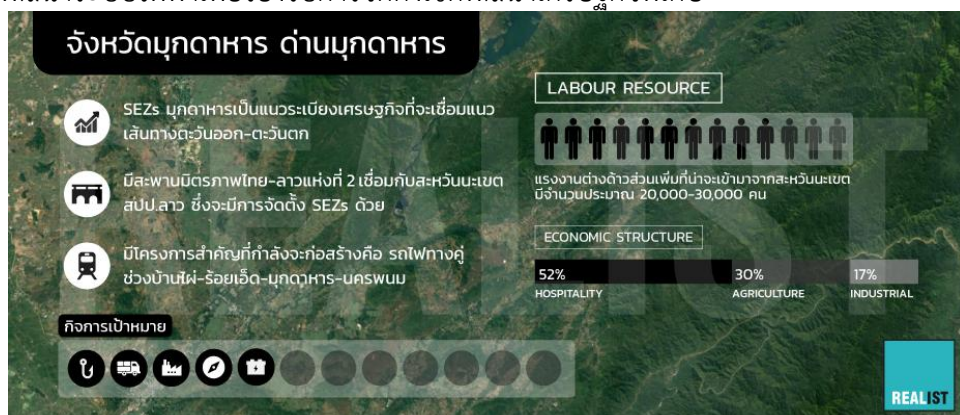 จังหวัดมุกดาหาร ด่านมุกดาหาร
SEZs มุกดาหารเป็นแนวระเบียงเศรษฐกิจที่จะเชื่อมแนว
เส้นทางตะวันออก-ตะวันตก
มีสะพานมิตรภาพไทย-ลาวแห่งที่ 2 เชื่อมกับสะหวันนะเขต
สปป.ลาว ซึ่งจะมีการจัดตั้ง SEZs ด้วย
มีโครงการสำคัญที่กำลังจะก่อสร้างคือ รถไฟทางคู่
ช่วงบ้านไผ่-ร้อยเอ็ด-มุกดาหาร-นครพนม
กิจการเป้าหมาย
LABOUR RESOURCE
แรงงานต่างด้าวส่วนเพิ่มที่น่าจะเข้ามาจากสะหวันนะเขต
มีจำนวนประมาณ 20,000-30,000 คน
ECONOMIC STRUCTURE
52% 30% 17%
HOSPITALITY AGRICULTURE INDUSTRIAL
REALIST
REALIST